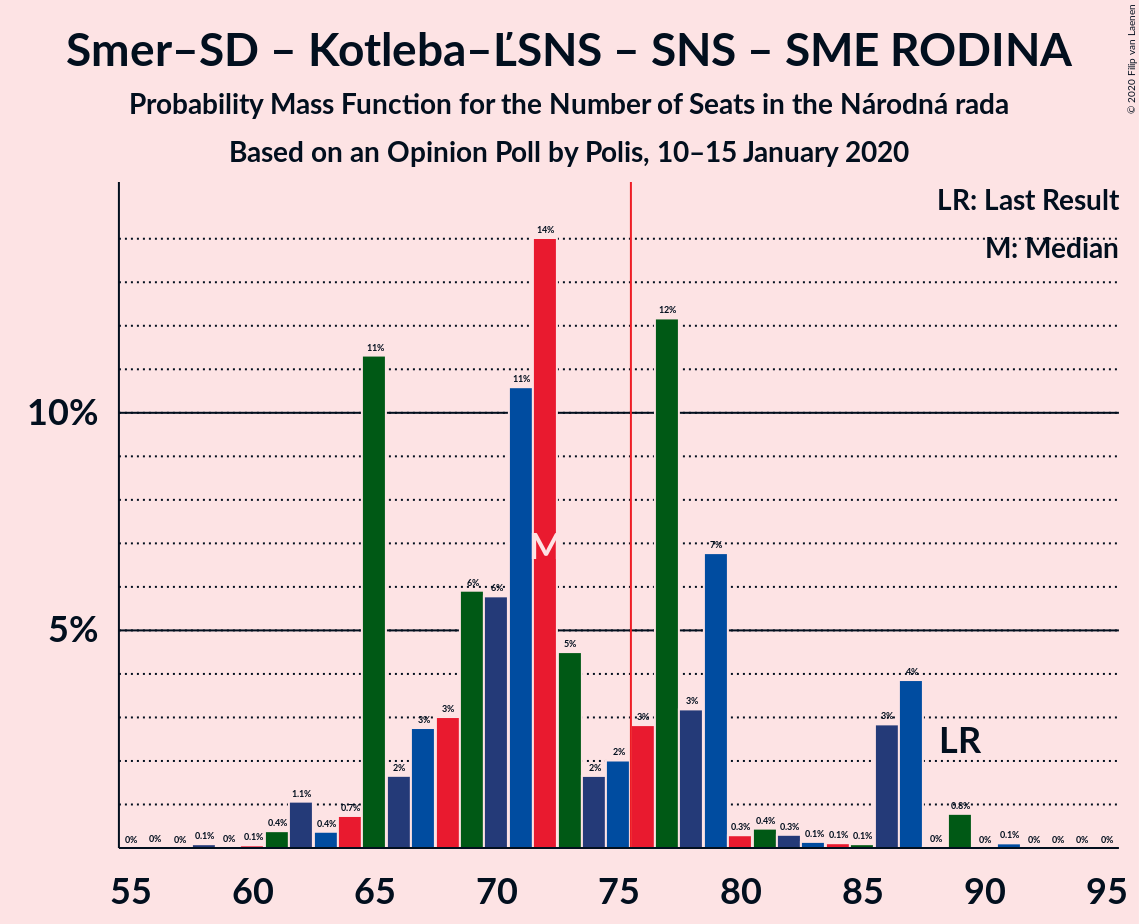 Smer–SD – Kotleba–ĽSNS – SNS – SME RODINA
Probability Mass Function for the Number of Seats in the Národná rada
Based on an Opinion Poll by Polis, 10–15 January 2020
© 2020 Filip van Laenen
LR: Last Result
M: Median
10%
5%
0% 0% 0% 0.1% 0% 0.1% 0.4% 1.1% 0.4% 0.7% 11% 2% 3% 3% 6% 6% 11% 14% 5% 2% 2% 3% 12% 3% 7% 0.3% 0.4% 0.3% 0.1% 0.1% 0.1% 3% 4% 0% 0.8% 0% 0.1% 0% 0% 0% 0%
M
LR
55 60 65 70 75 80 85 90 95